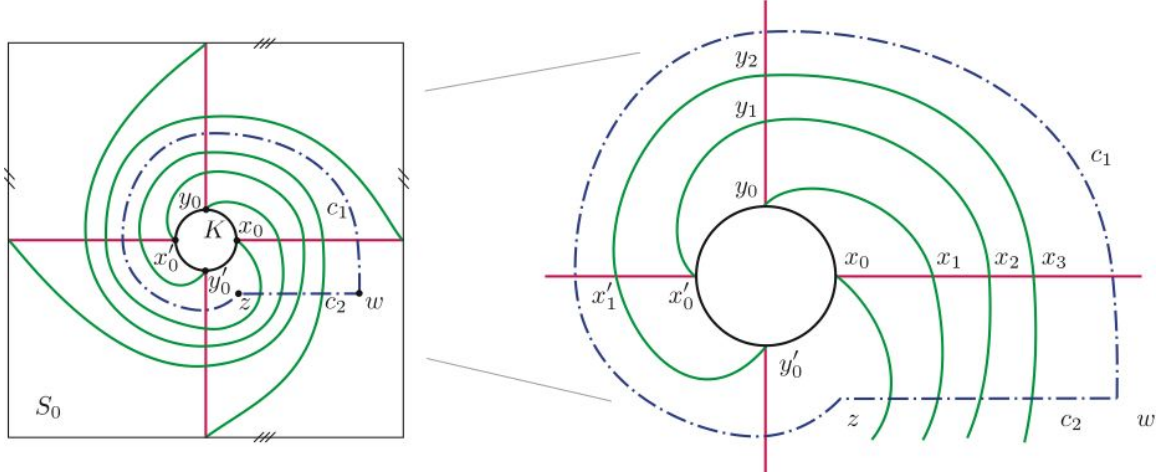 y₀
K
x₀
c₁
x′₀
y′₀
z
c₂
w
S₀
y₂
y₁
c₁
y₀
x₀
x₁
x₂
x₃
x′₁
x′₀
y′₀
z
c₂
w